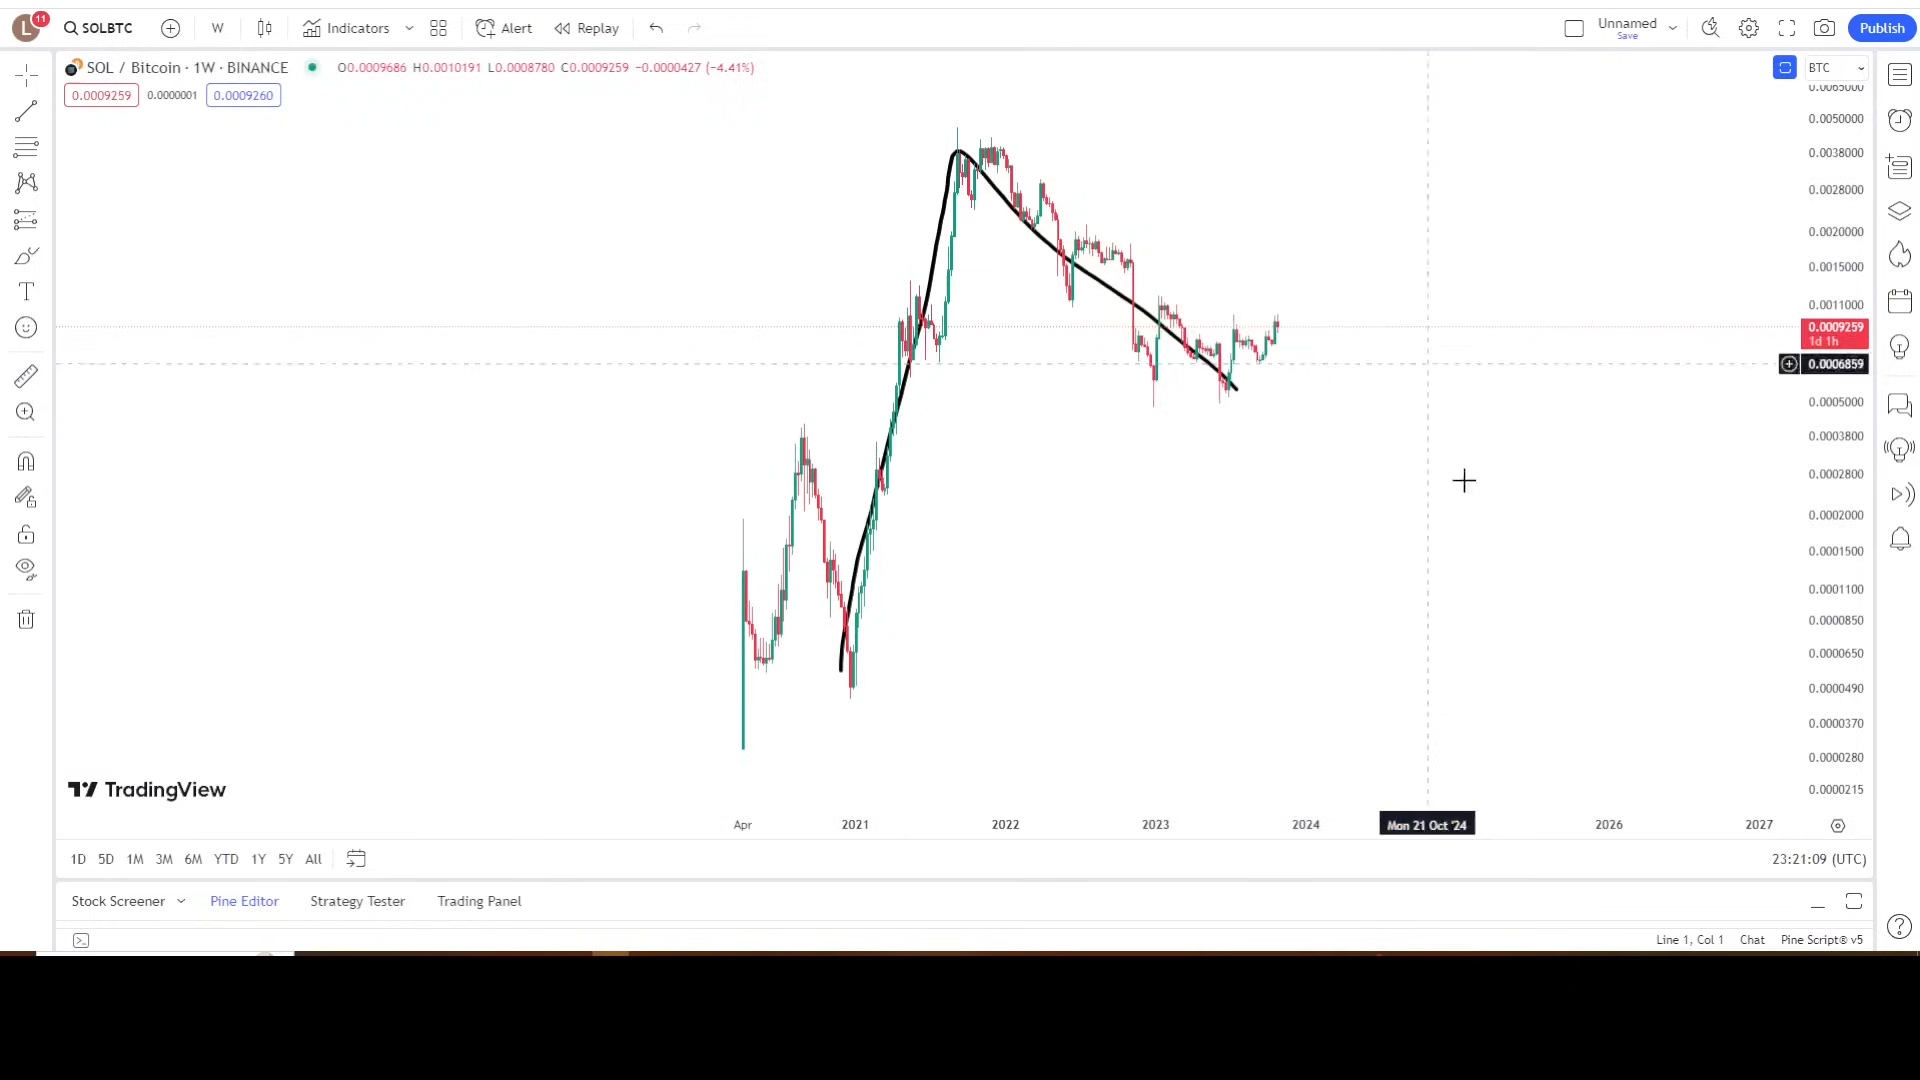 L 11 SOLBTC W Indicators Alert Replay Unnamed Save Publish
SOL / Bitcoin · 1W · BINANCE O0.0009686 H0.0010191 L0.0008780 C0.0009259 −0.0000427 (−4.41%) BTC
0.0009259 0.0000001 0.0009260
0.0065000
0.0050000
0.0038000
0.0028000
0.0020000
0.0015000
0.0011000
0.0009259
1d 1h
0.0006859
0.0005000
0.0003800
0.0002800
0.0002000
0.0001500
0.0001100
0.0000850
0.0000650
0.0000490
0.0000370
0.0000280
0.0000215
TradingView
Apr 2021 2022 2023 2024 Mon 21 Oct '24 2026 2027
1D 5D 1M 3M 6M YTD 1Y 5Y All 23:21:09 (UTC)
Stock Screener Pine Editor Strategy Tester Trading Panel
Line 1, Col 1 Chat Pine Script® v5